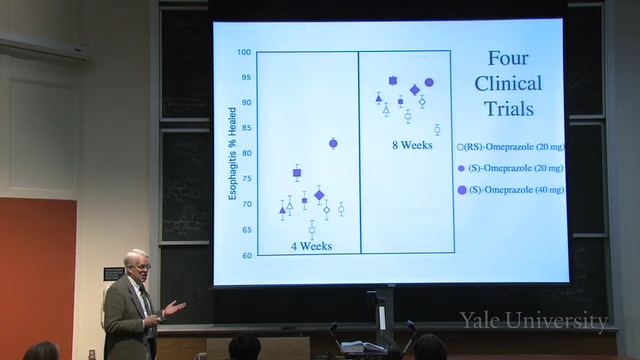 Four
Clinical
Trials
100
95
90
85
80
75
70
65
60
Esophagitis % Healed
8 Weeks
4 Weeks
(RS)-Omeprazole (20 mg)
(S)-Omeprazole (20 mg)
(S)-Omeprazole (40 mg)
Yale University